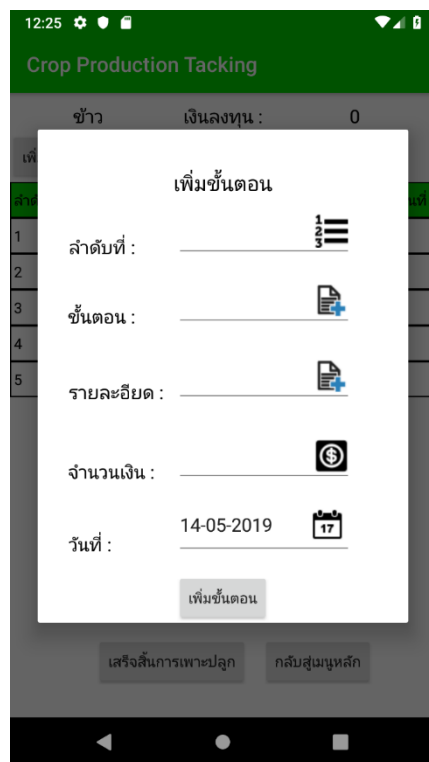 12:25
Crop Production Tacking
ข้าว เงินลงทุน : 0
เพิ่มขั้นตอน
ลำดับที่ :
1
2
3
ขั้นตอน :
รายละอียด :
จำนวนเงิน :
วันที่ : 14-05-2019
17
เพิ่มขั้นตอน
1
2
3
4
5
เสร็จสิ้นการเพาะปลูก กลับสู่เมนูหลัก